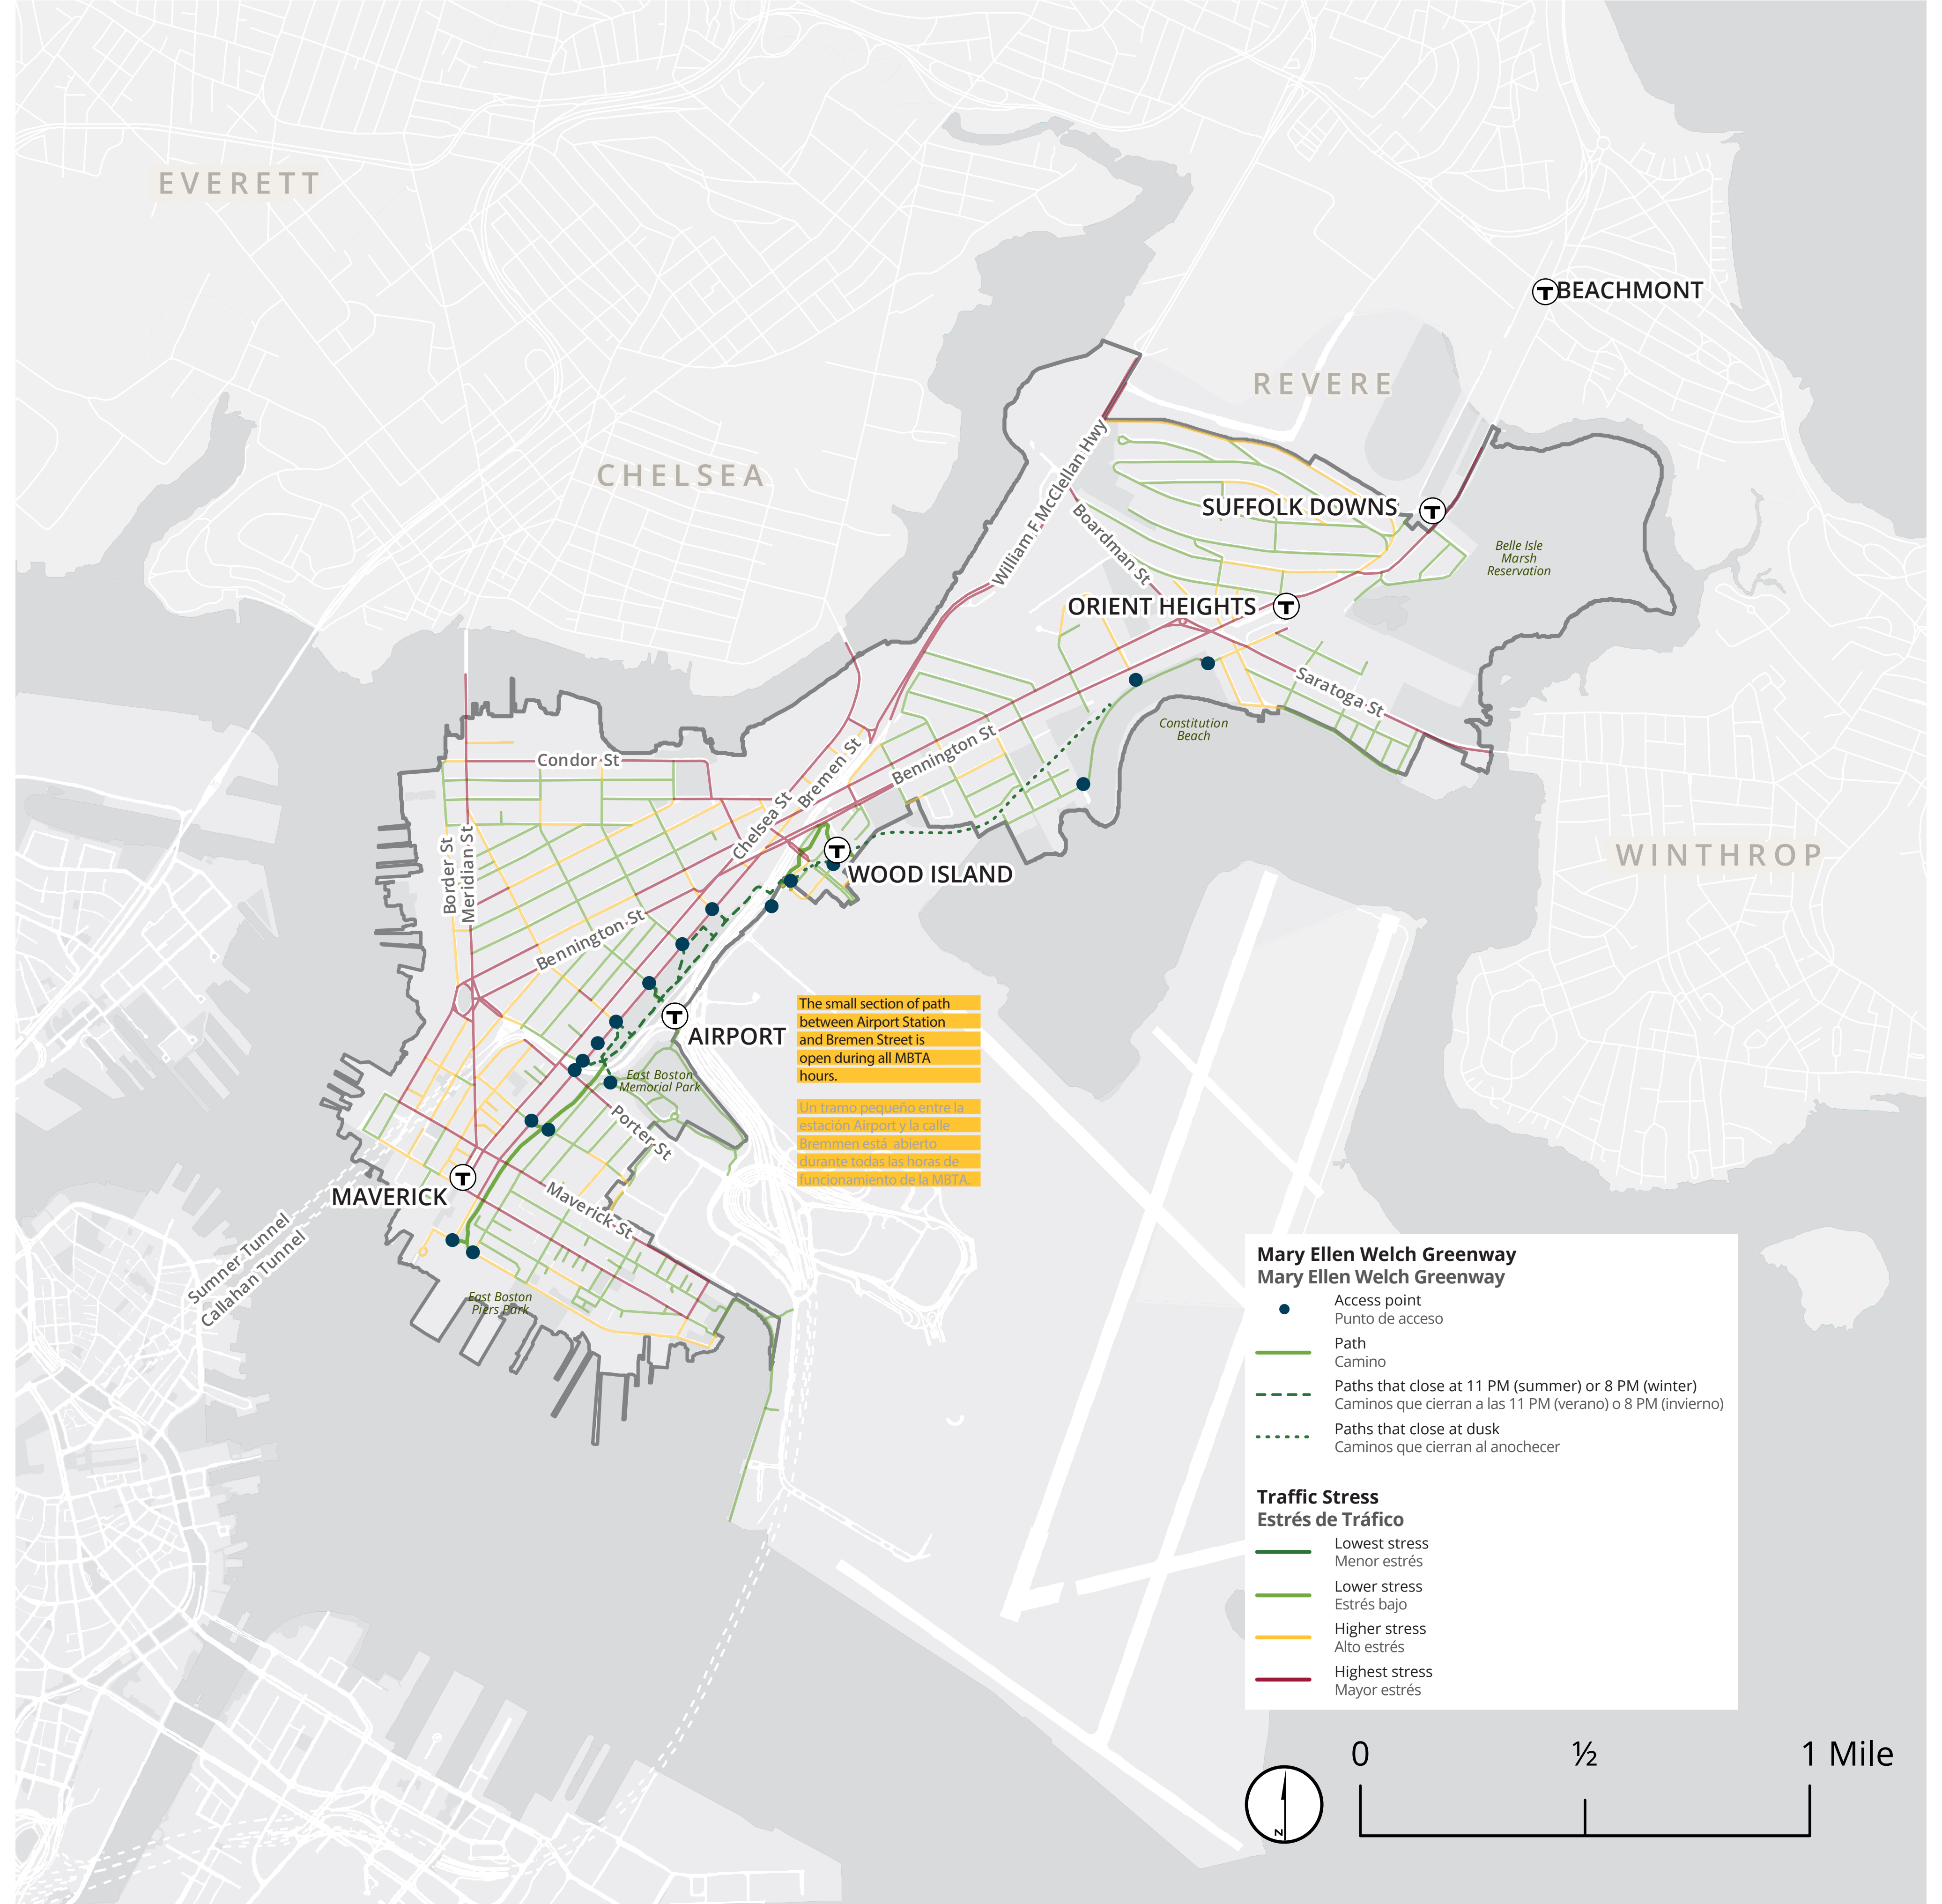 EVERETT
BEACHMONT
REVERE
CHELSEA
William F McClellan Hwy
SUFFOLK DOWNS
Boardman St
Belle Isle
Marsh
Reservation
ORIENT HEIGHTS
Saratoga St
Constitution
Beach
Condor St
Bremen St
Bennington St
Chelsea St
Border St
Meridian St
WOOD ISLAND
WINTHROP
Bennington St
AIRPORT
The small section of path
between Airport Station
and Bremen Street is
open during all MBTA
hours.
Un tramo pequeño entre la
estación Airport y la calle
Bremmen está abierto
durante todas las horas de
funcionamiento de la MBTA.
East Boston
Memorial Park
Porter St
MAVERICK
Maverick St
Sumner Tunnel
Callahan Tunnel
East Boston
Piers Park
Mary Ellen Welch Greenway
Mary Ellen Welch Greenway
Access point
Punto de acceso
Path
Camino
Paths that close at 11 PM (summer) or 8 PM (winter)
Caminos que cierran a las 11 PM (verano) o 8 PM (invierno)
Paths that close at dusk
Caminos que cierran al anochecer
Traffic Stress
Estrés de Tráfico
Lowest stress
Menor estrés
Lower stress
Estrés bajo
Higher stress
Alto estrés
Highest stress
Mayor estrés
0 ½ 1 Mile
N